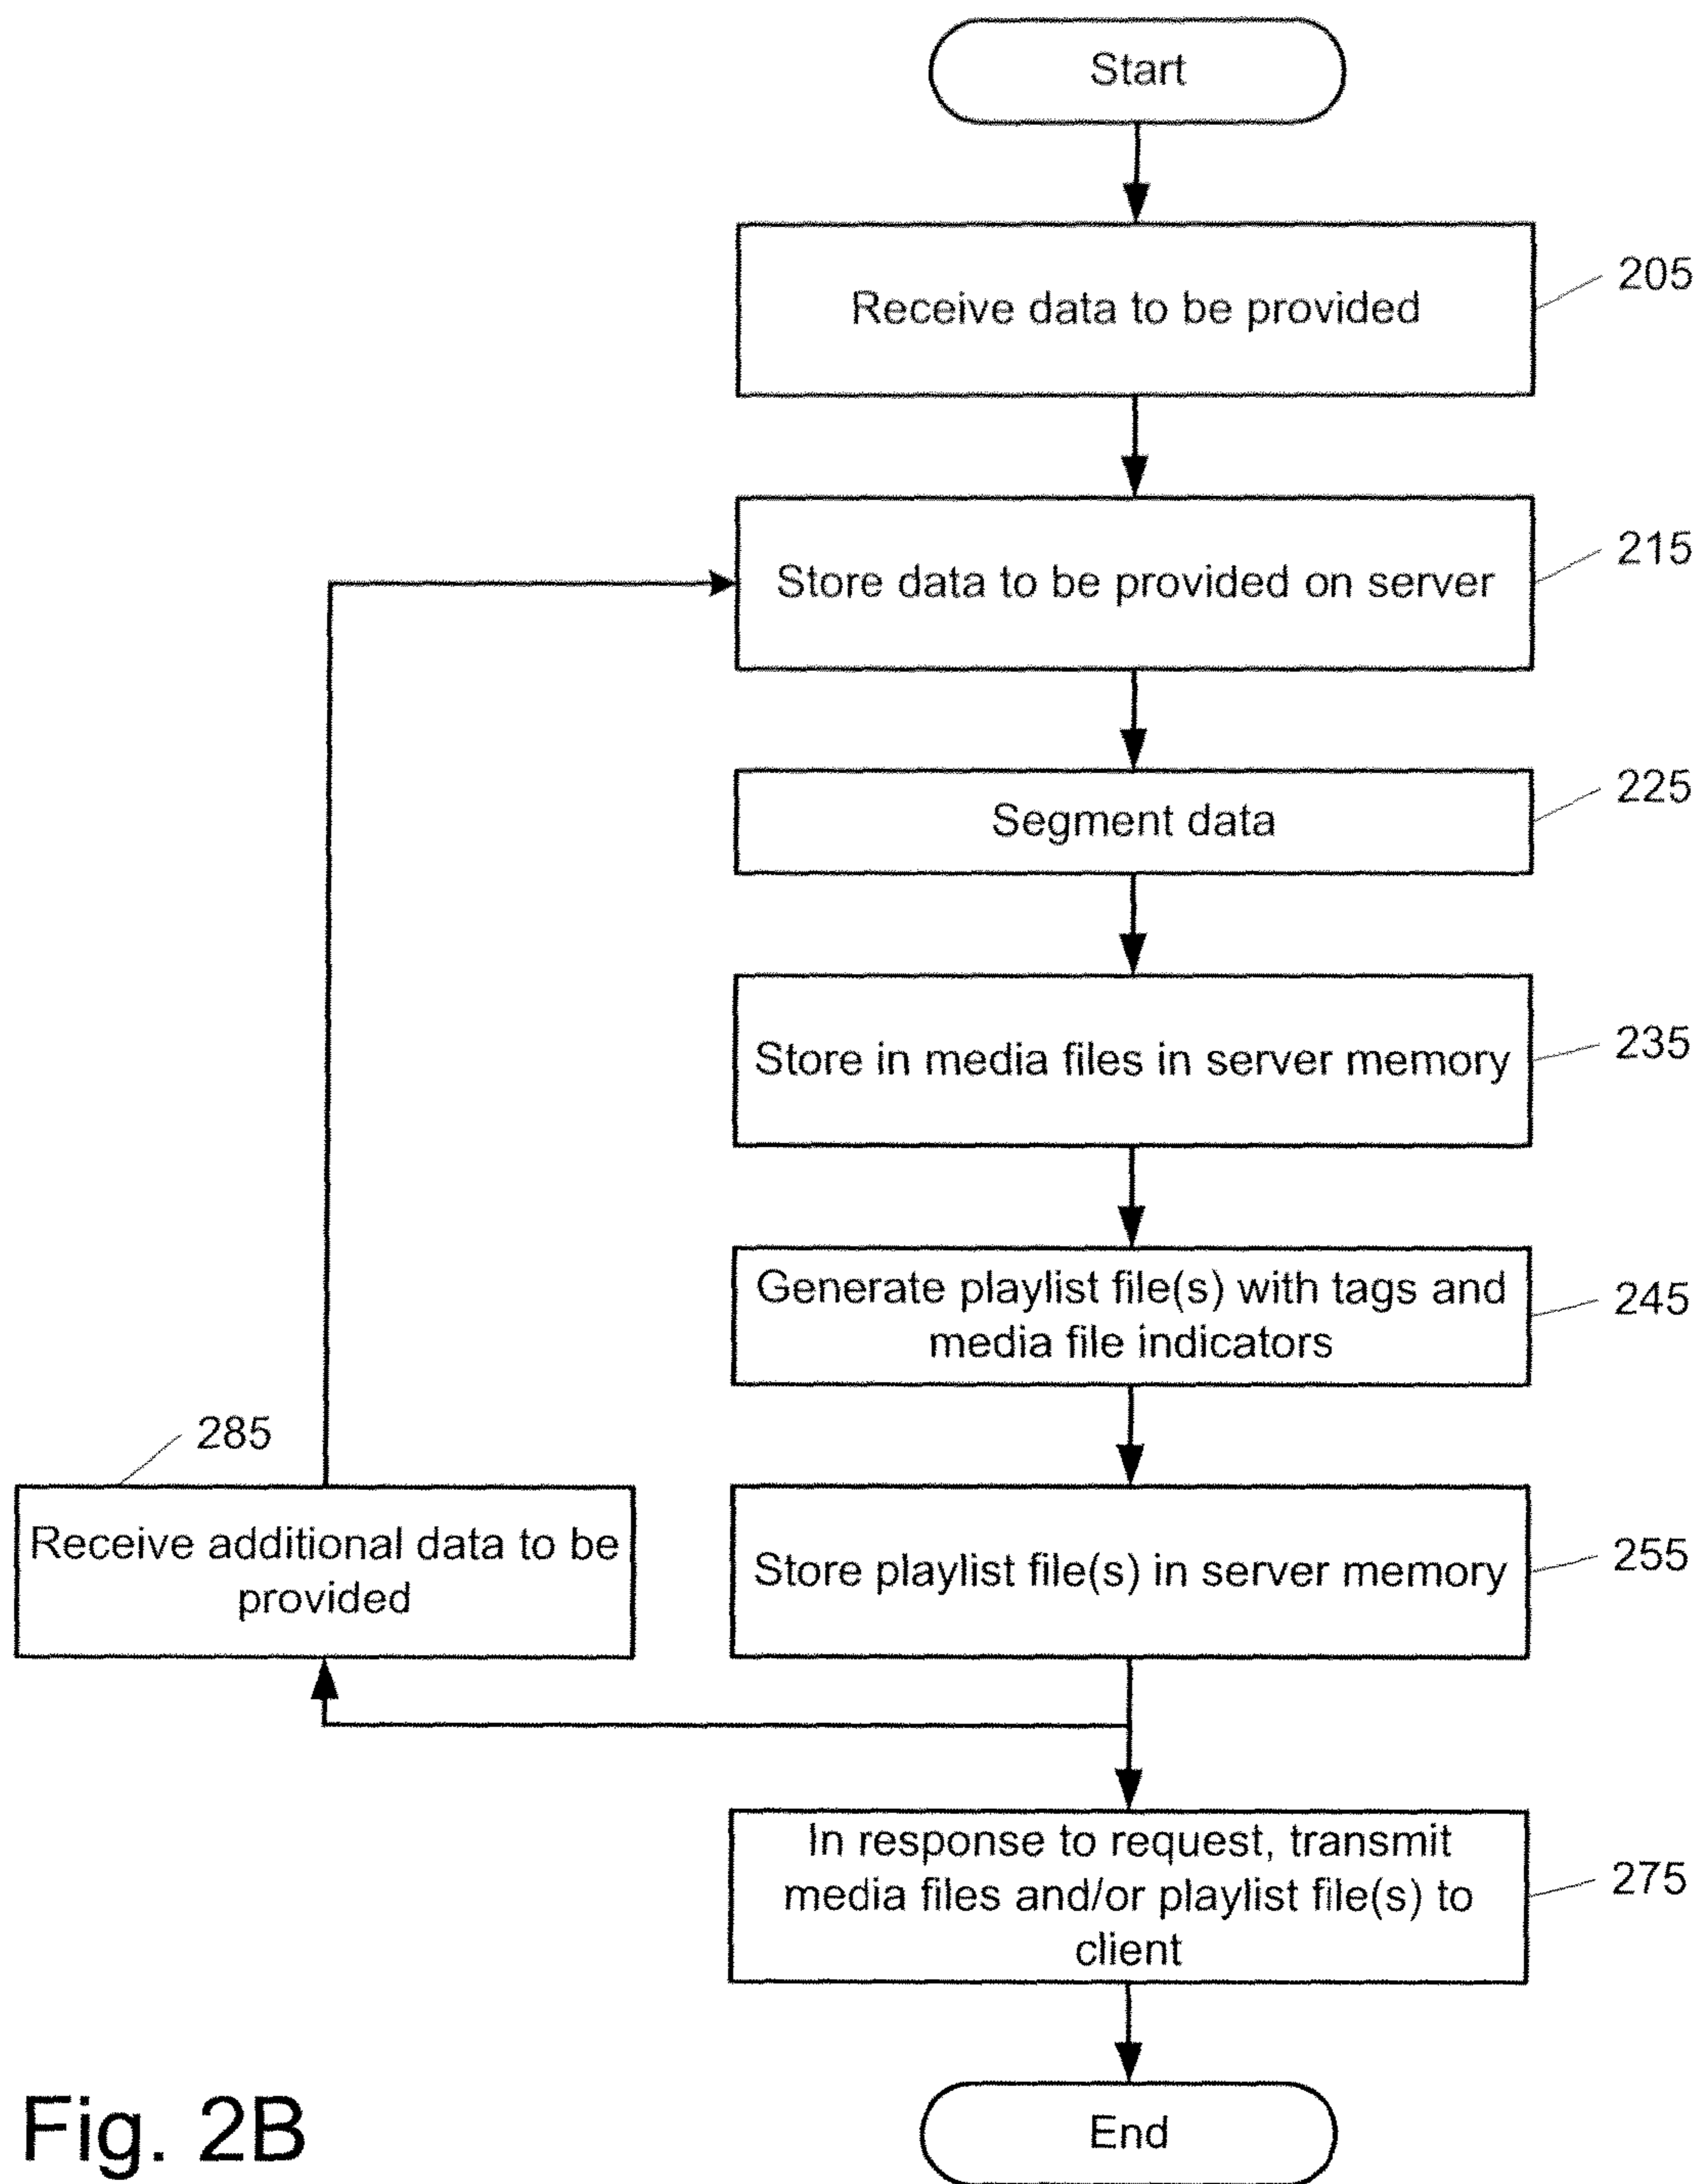 Start
Receive data to be provided
205
Store data to be provided on server
215
Segment data
225
Store in media files in server memory
235
Generate playlist file(s) with tags and
media file indicators
245
285
Receive additional data to be
provided
Store playlist file(s) in server memory
255
In response to request, transmit
media files and/or playlist file(s) to
client
275
End
Fig. 2B